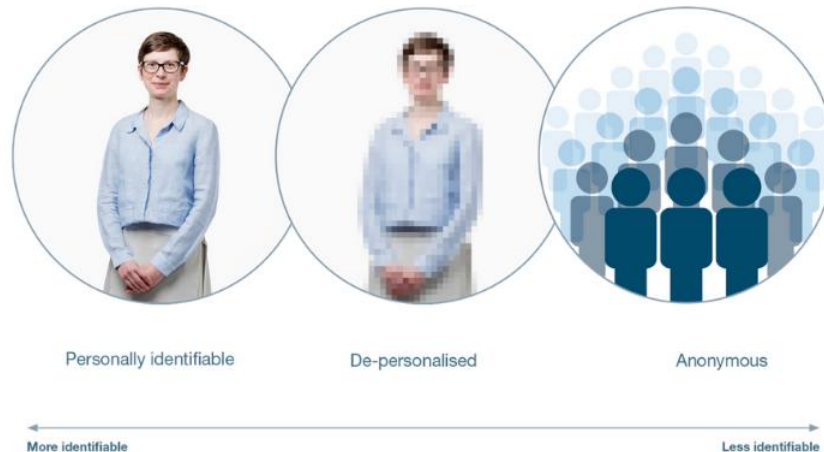 Personally identifiable
De-personalised
Anonymous
More identifiable
Less identifiable